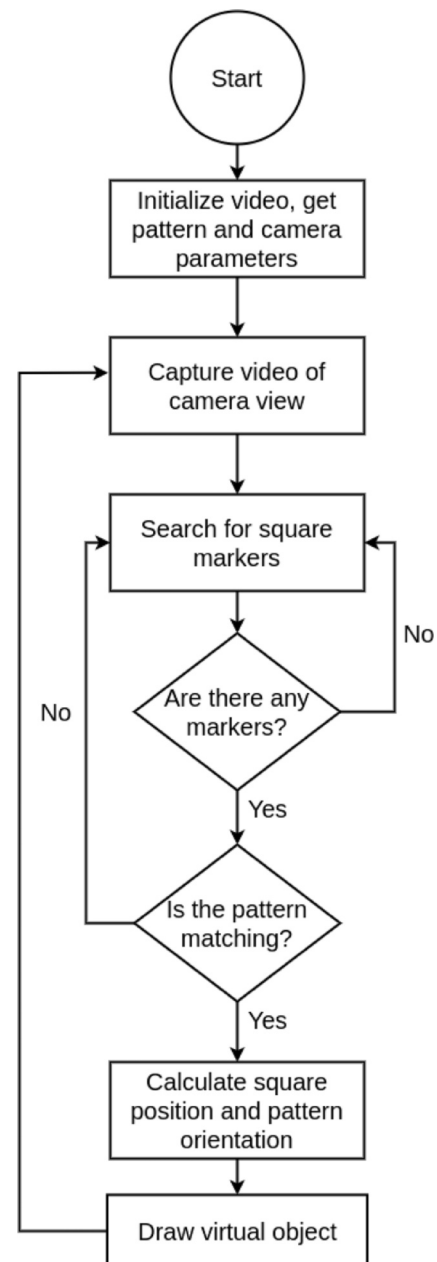 Start
Initialize video, get
pattern and camera
parameters
Capture video of
camera view
Search for square
markers
No
Are there any
markers?
No
Yes
Is the pattern
matching?
Yes
Calculate square
position and pattern
orientation
Draw virtual object